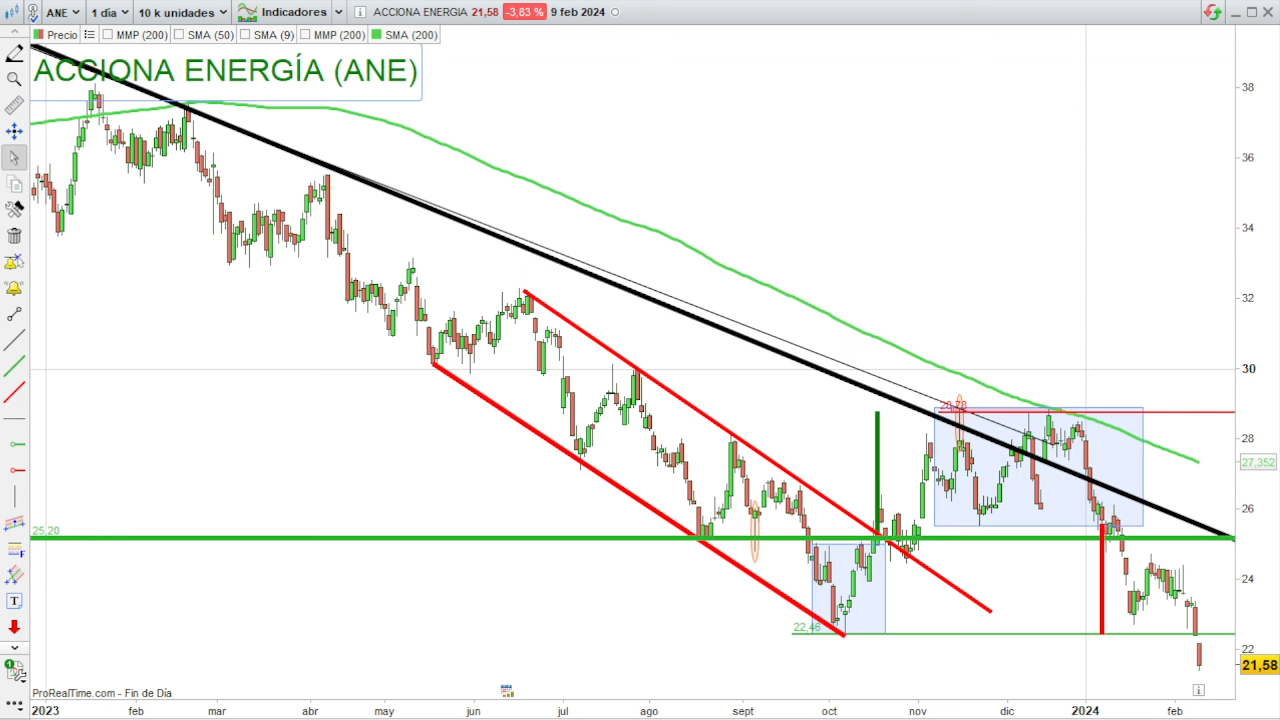 ANE 1 día 10 k unidades Indicadores ACCIONA ENERGIA 21,58 -3,83 % 9 feb 2024
Precio MMP (200) SMA (50) SMA (9) MMP (200) SMA (200)
ACCIONA ENERGÍA (ANE)
38
36
34
32
30
28
27,352
26
25,20
24
22,46
22
21,58
T
1
ProRealTime.com - Fin de Día
2023 feb mar abr may jun jul ago sept oct nov dic 2024 feb